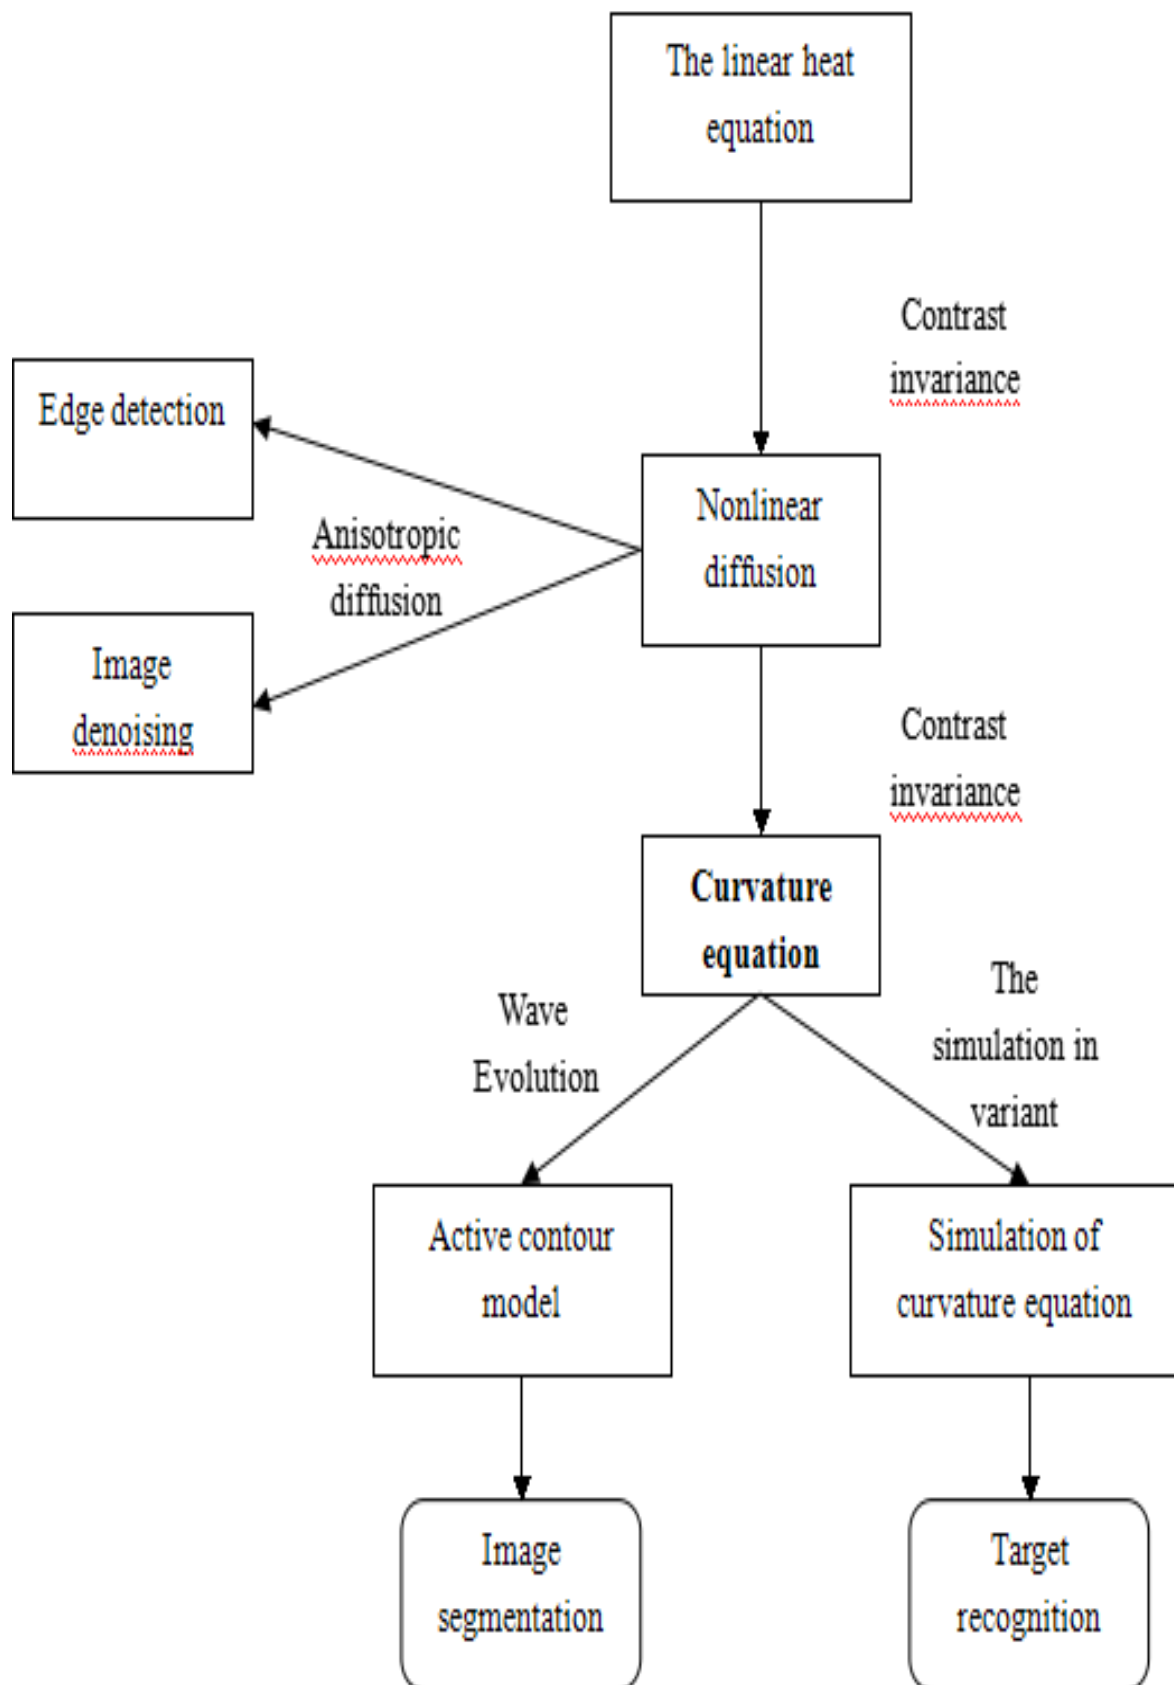 The linear heat
equation
Contrast
invariance
Edge detection
Nonlinear
diffusion
Anisotropic
diffusion
Image
denoising
Contrast
invariance
Curvature
equation
Wave
Evolution
The
simulation in
variant
Active contour
model
Simulation of
curvature equation
Image
segmentation
Target
recognition